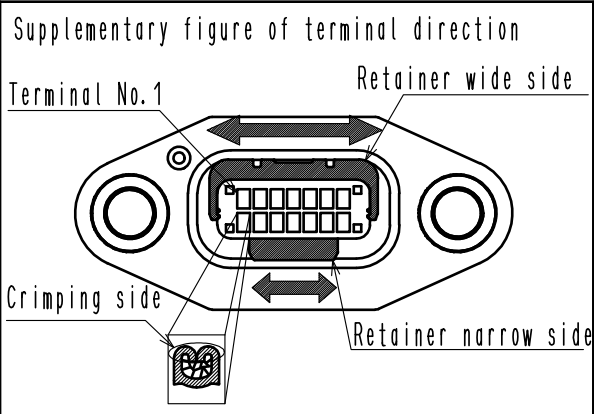 Supplementary figure of terminal direction
Retainer wide side
Terminal No.1
Crimping side
Retainer narrow side